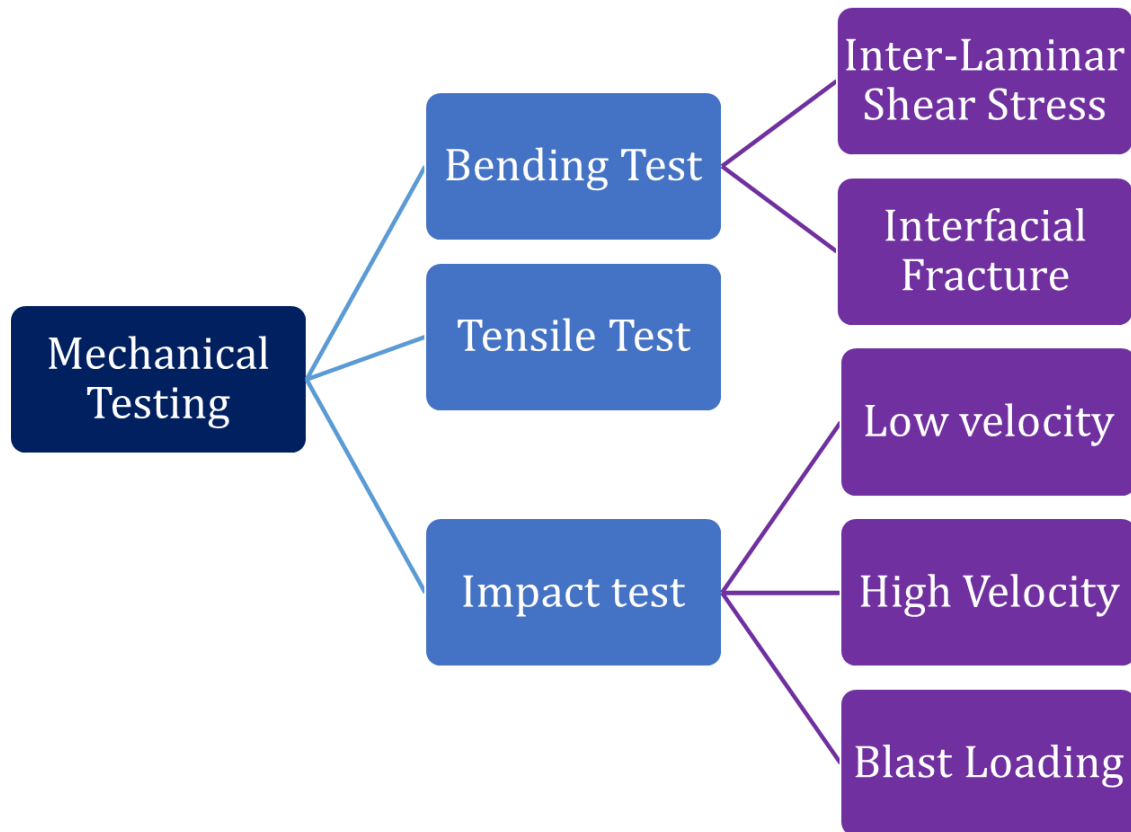 Mechanical
Testing
Bending Test
Inter-Laminar
Shear Stress
Interfacial
Fracture
Tensile Test
Impact test
Low velocity
High Velocity
Blast Loading